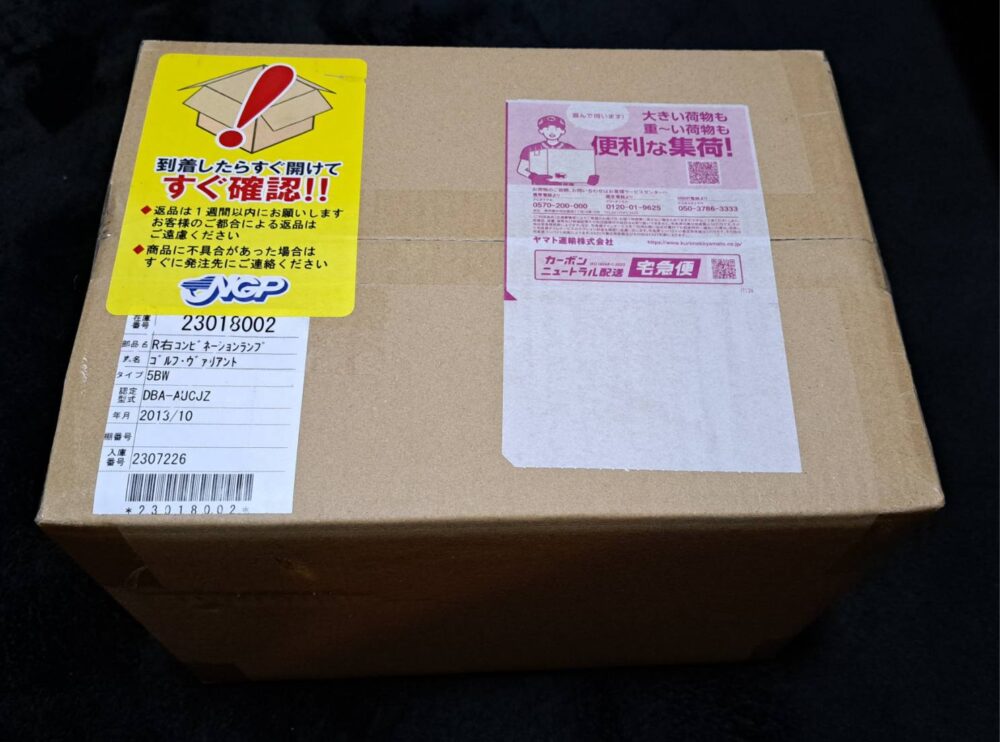 到着したらすぐ開けて
すぐ確認!!
◆返品は1週間以内にお願いします
お客様のご都合による返品は
ご遠慮ください
◆商品に不具合があった場合は
すぐに発注先にご連絡ください
NGP
在庫番号 23018002
部品名 R右コンビネーションランプ
車名 ゴルフ・ヴァリアント
タイプ 5BW
認定型式 DBA-AUCJZ
年月 2013/10
棚番号
入庫番号 2307226
*23018002*
喜んで伺います!
大きい荷物も
重〜い荷物も
便利な集荷!
0570-200-000
0120-01-9625
050-3786-3333
ヤマト運輸株式会社
https://www.kuronekoyamato.co.jp/
カーボン
ニュートラル配送
宅急便